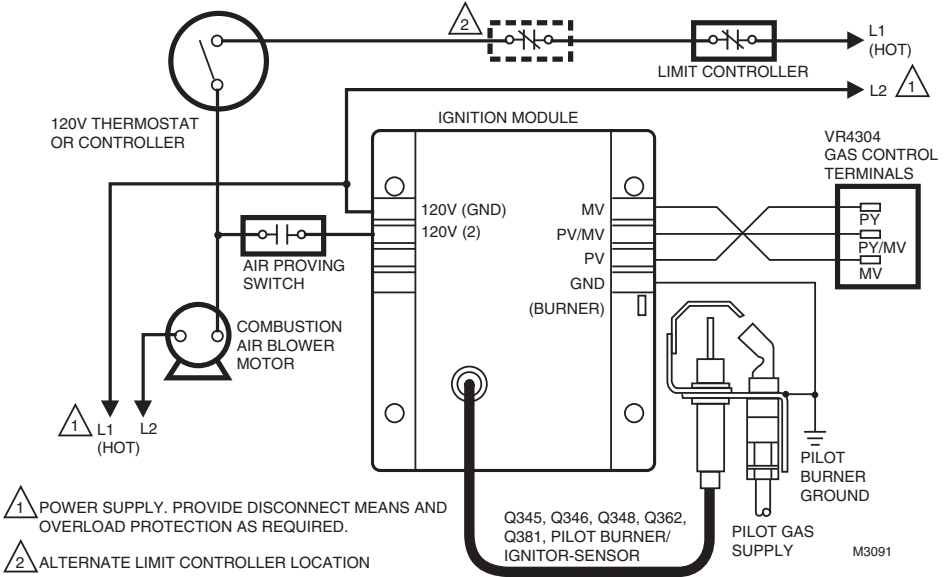 2
L1
(HOT)
LIMIT CONTROLLER
L2
1
120V THERMOSTAT
OR CONTROLLER
IGNITION MODULE
VR4304
GAS CONTROL
TERMINALS
120V (GND)
120V (2)
MV
PV/MV
PV
GND
(BURNER)
PY
PY/MV
MV
AIR PROVING
SWITCH
COMBUSTION
AIR BLOWER
MOTOR
1
L1
(HOT)
L2
PILOT
BURNER
GROUND
1
POWER SUPPLY. PROVIDE DISCONNECT MEANS AND
OVERLOAD PROTECTION AS REQUIRED.
2
ALTERNATE LIMIT CONTROLLER LOCATION
Q345, Q346, Q348, Q362,
Q381, PILOT BURNER/
IGNITOR-SENSOR
PILOT GAS
SUPPLY
M3091